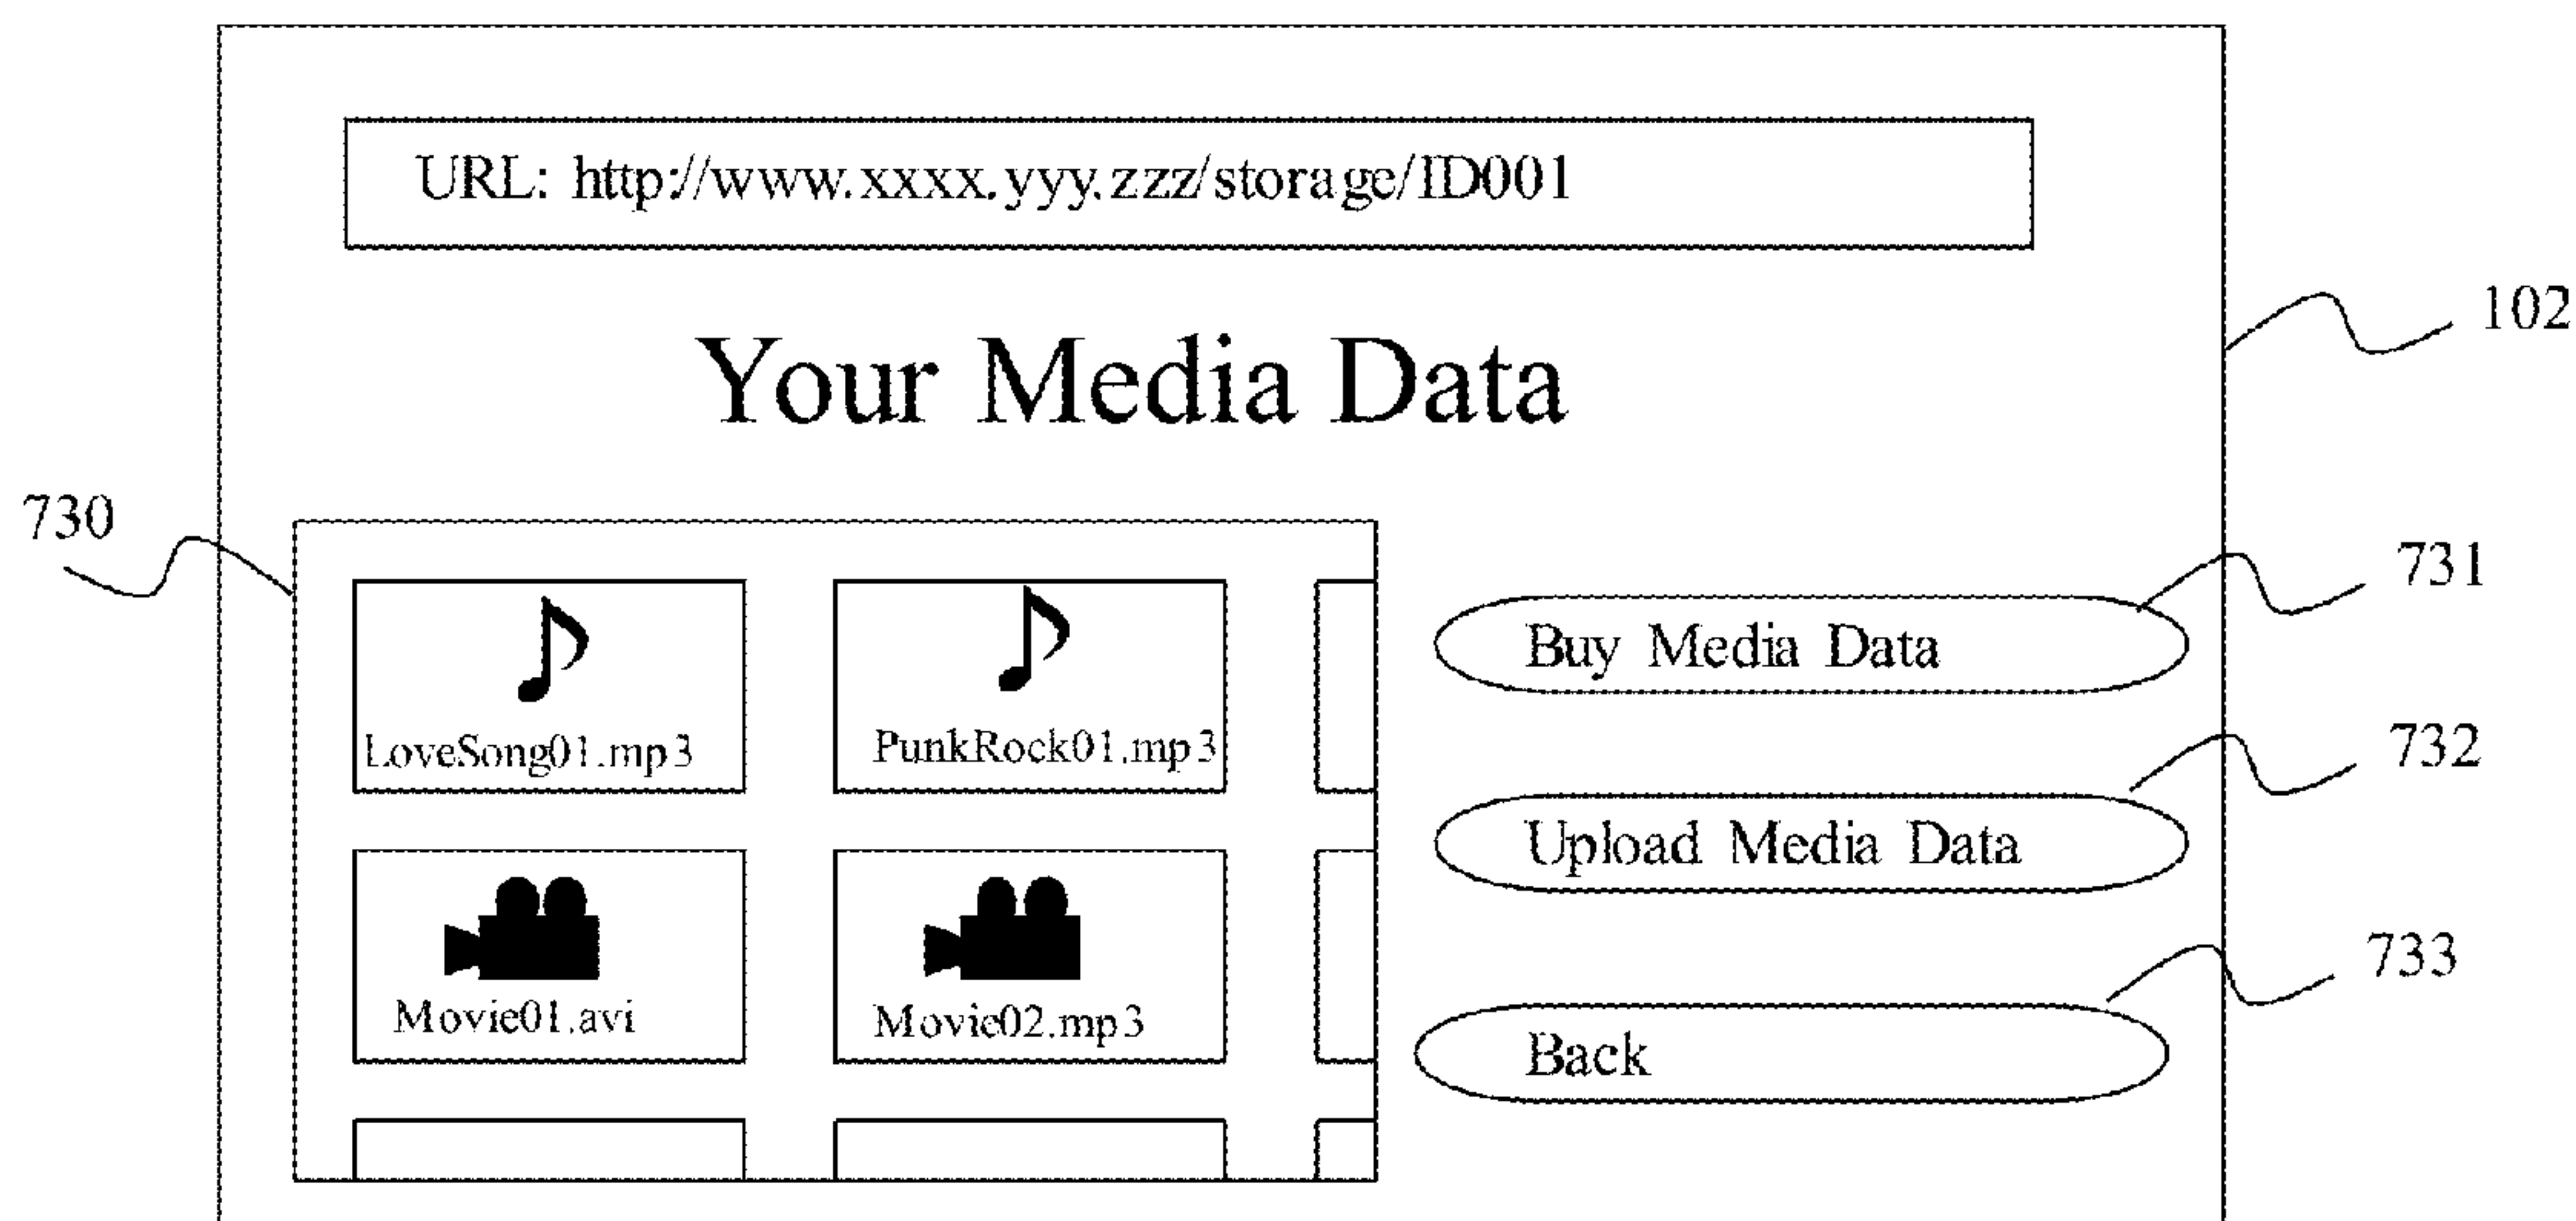 URL: http://www.xxxx.yyy.zzz/storage/ID001
102
Your Media Data
730
731
Buy Media Data
LoveSong01.mp3
PunkRock01.mp3
732
Upload Media Data
733
Movie01.avi
Movie02.mp3
Back